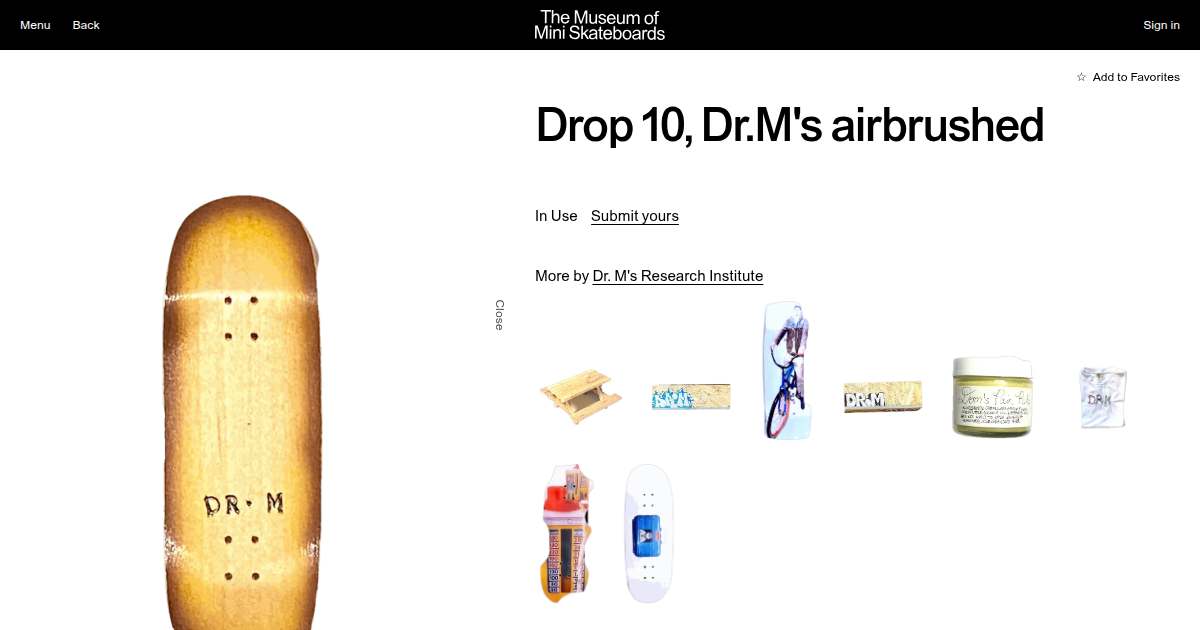 Menu
Back
The Museum of
Mini Skateboards
Sign in
☆ Add to Favorites
Drop 10, Dr.M's airbrushed
In Use
Submit yours
More by Dr. M's Research Institute
Close
DR. M
DR.M
DR.M